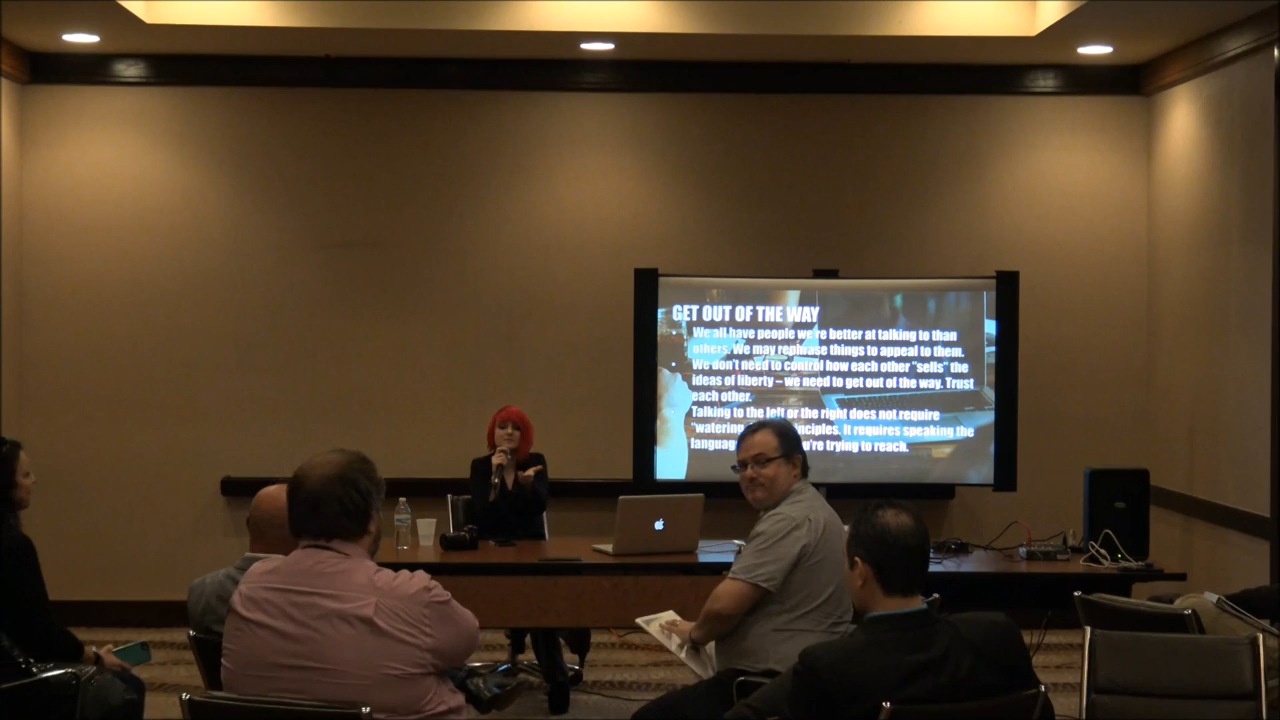 GET OUT OF THE WAY
We all have people we're better at talking to than
others. We may rephrase things to appeal to them.
We don't need to control how each other "sells" the
ideas of liberty – we need to get out of the way. Trust
each other.
Talking to the left or the right does not require
"watering principles. It requires speaking the
you're trying to reach.